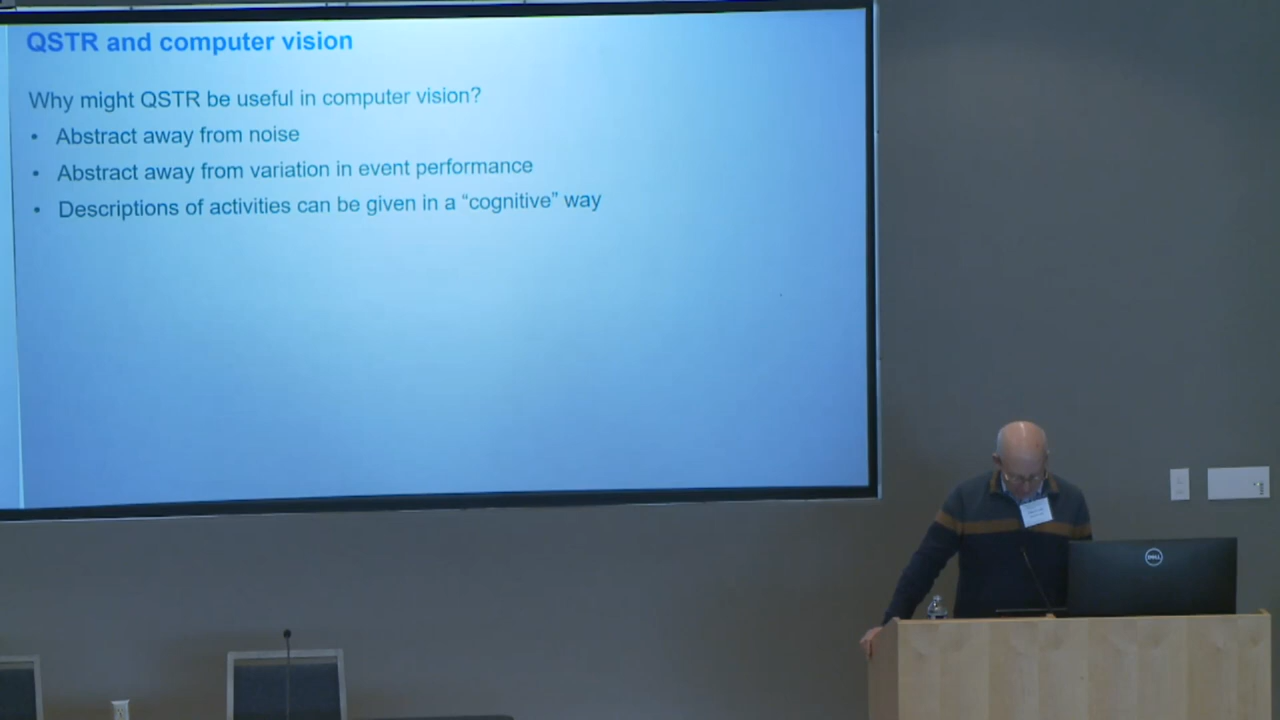 QSTR and computer vision
Why might QSTR be useful in computer vision?
• Abstract away from noise
• Abstract away from variation in event performance
• Descriptions of activities can be given in a “cognitive” way
DELL